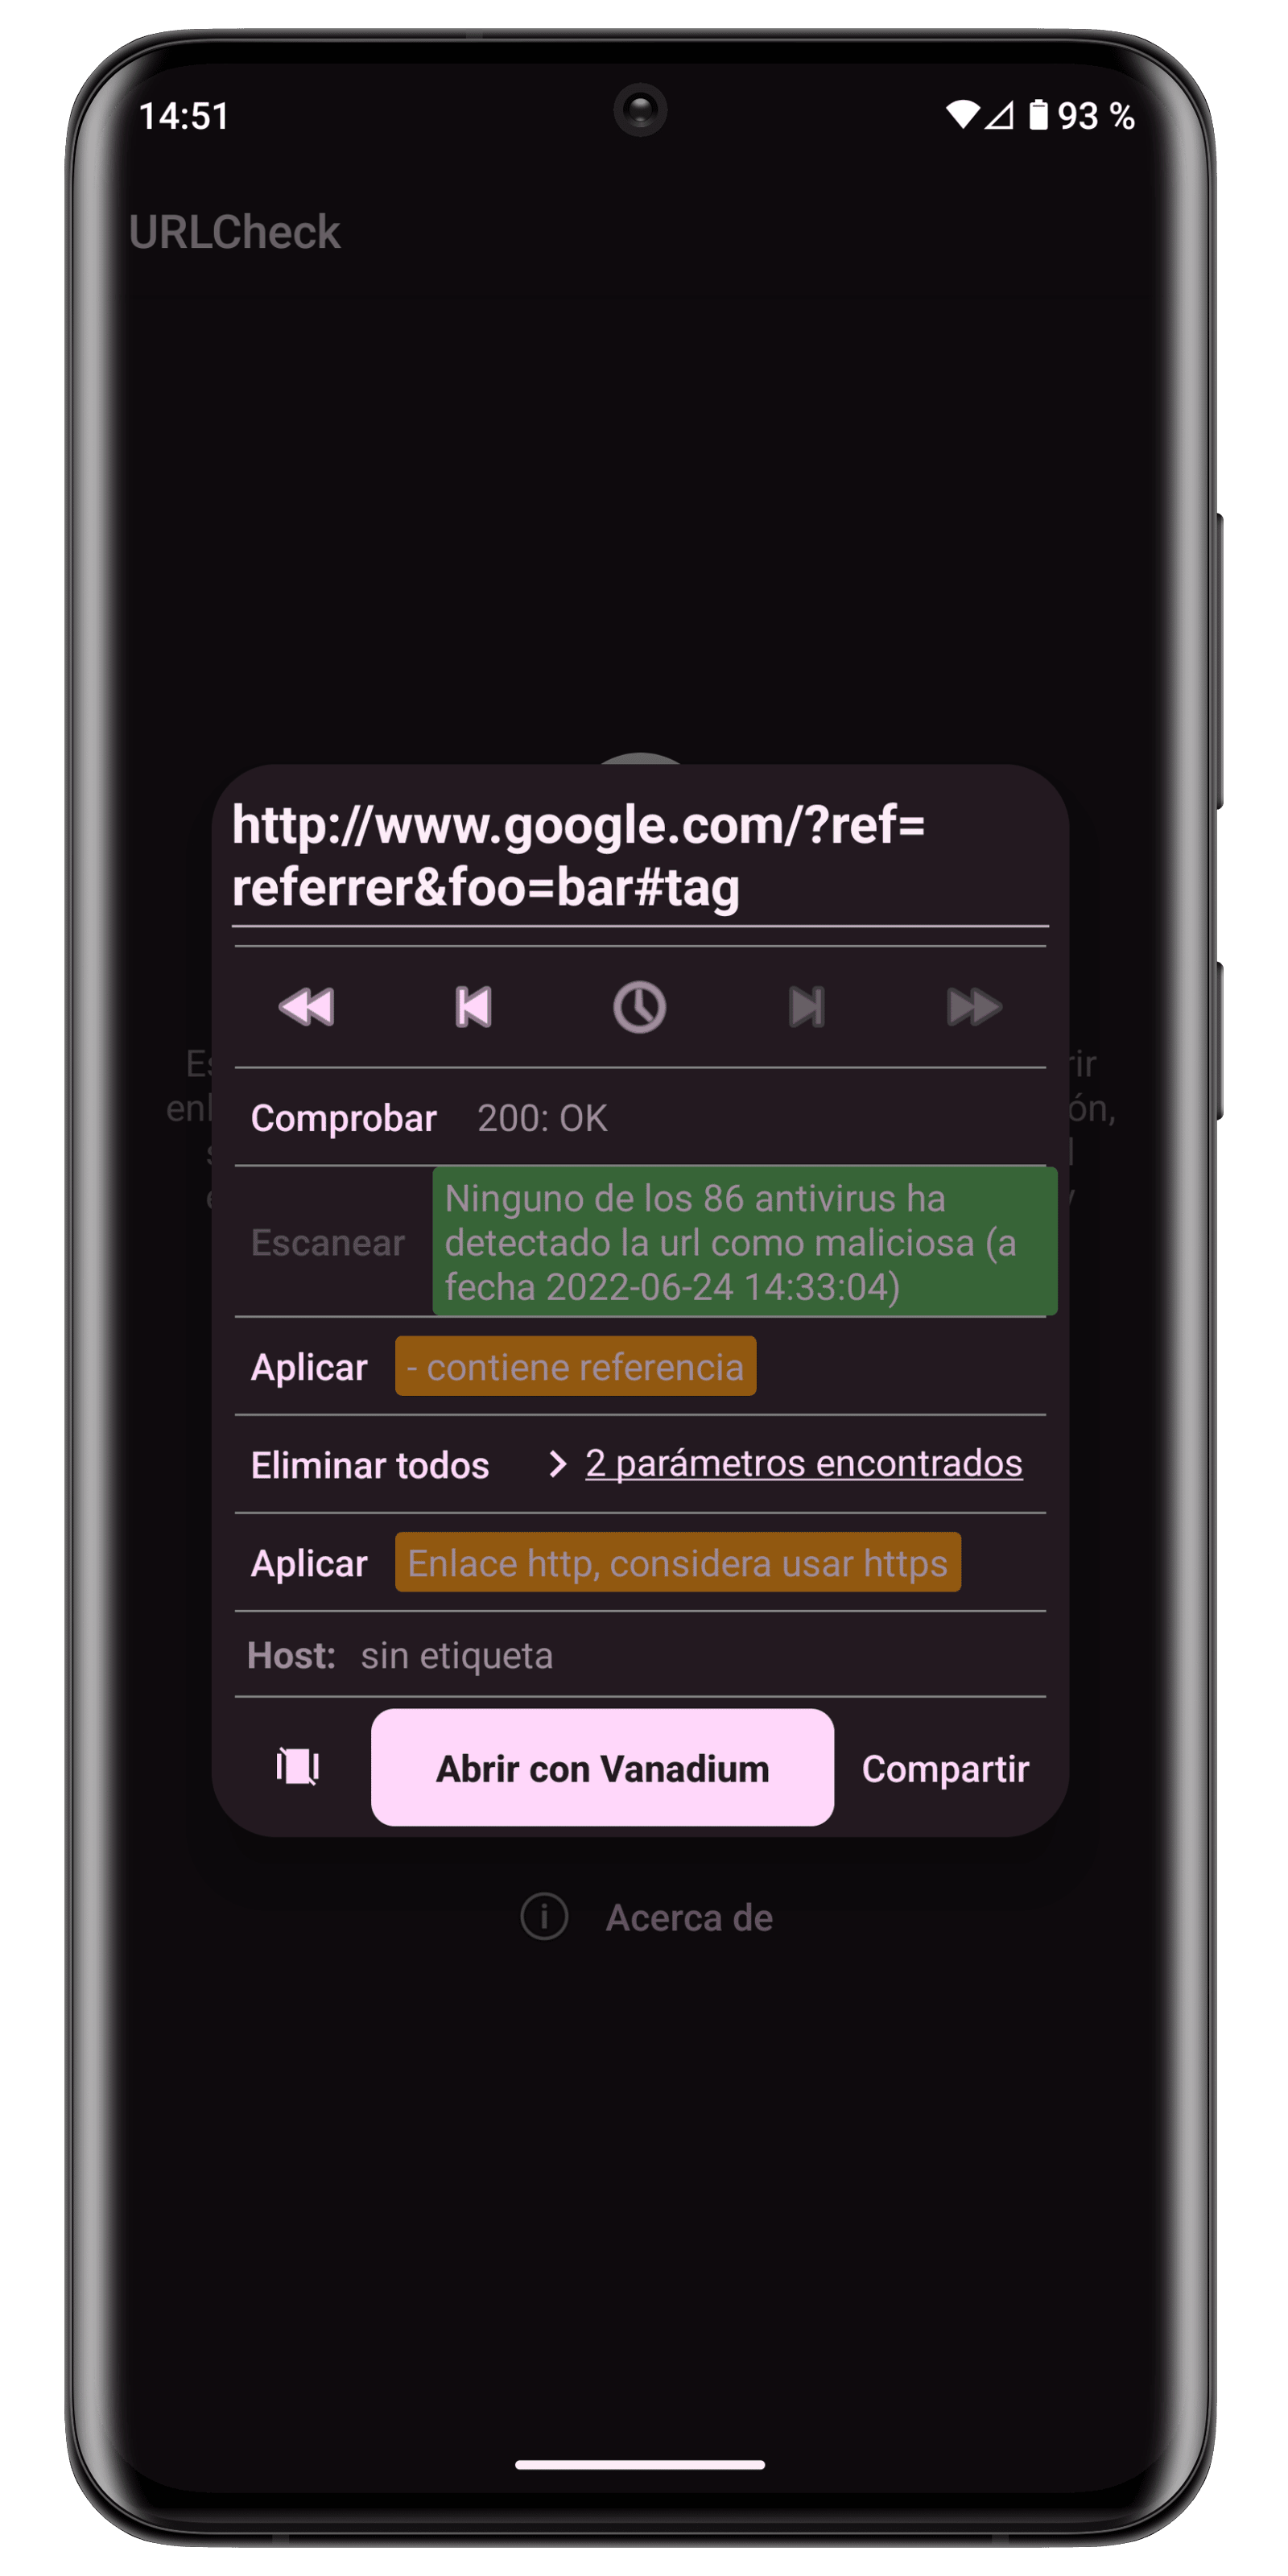 14:51
93 %
URLCheck
http://www.google.com/?ref=
referrer&foo=bar#tag
Comprobar 200: OK
Escanear
Ninguno de los 86 antivirus ha
detectado la url como maliciosa (a
fecha 2022-06-24 14:33:04)
Aplicar - contiene referencia
Eliminar todos 2 parámetros encontrados
Aplicar Enlace http, considera usar https
Host: sin etiqueta
Abrir con Vanadium
Compartir
Acerca de